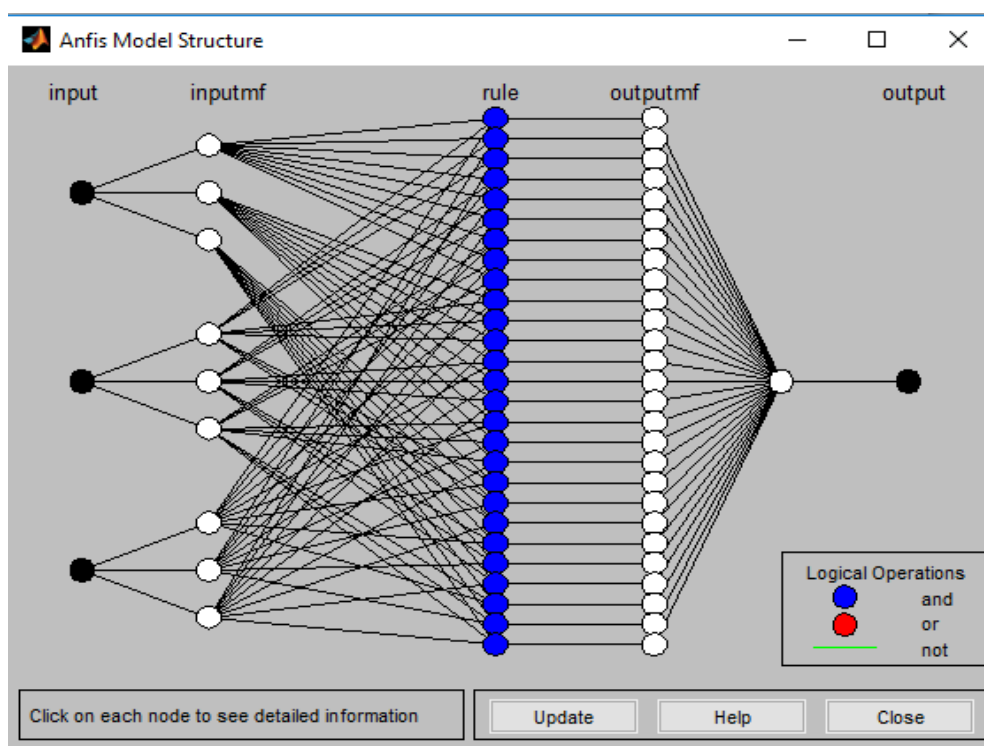 Anfis Model Structure
input inputmf rule outputmf output
Logical Operations
and
or
not
Click on each node to see detailed information
Update Help Close